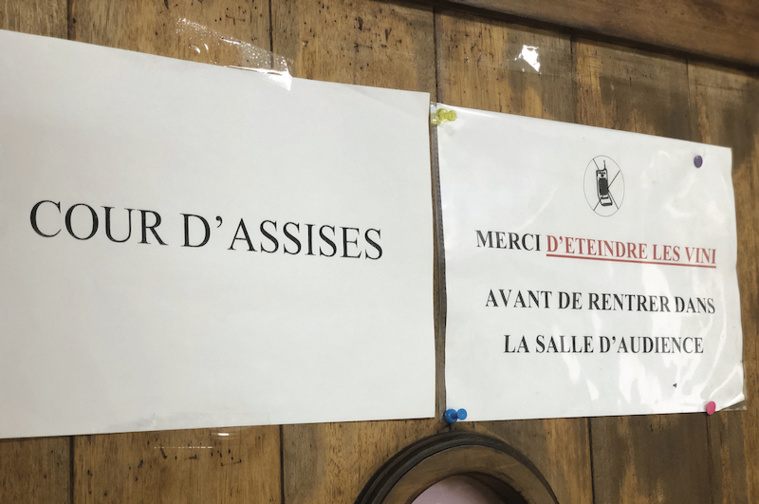 COUR D'ASSISES
MERCI D'ETEINDRE LES VINI
AVANT DE RENTRER DANS
LA SALLE D'AUDIENCE